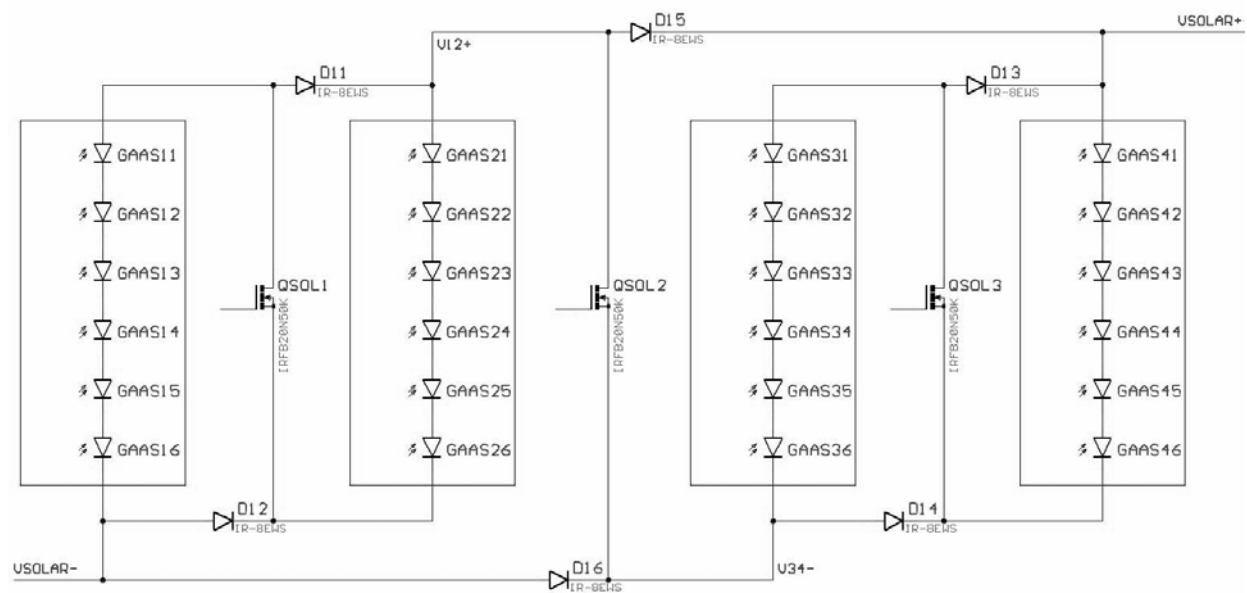 D15
IR-8EWS
VSOLAR+
V12+
D11
IR-8EWS
D13
IR-8EWS
GAAS11
GAAS21
GAAS31
GAAS41
GAAS12
GAAS22
GAAS32
GAAS42
GAAS13
QSOL1
GAAS23
QSOL2
GAAS33
QSOL3
GAAS43
IRFB20N50K
IRFB20N50K
IRFB20N50K
GAAS14
GAAS24
GAAS34
GAAS44
GAAS15
GAAS25
GAAS35
GAAS45
GAAS16
GAAS26
GAAS36
GAAS46
D12
IR-8EWS
D14
IR-8EWS
VSOLAR-
D16
IR-8EWS
V34-